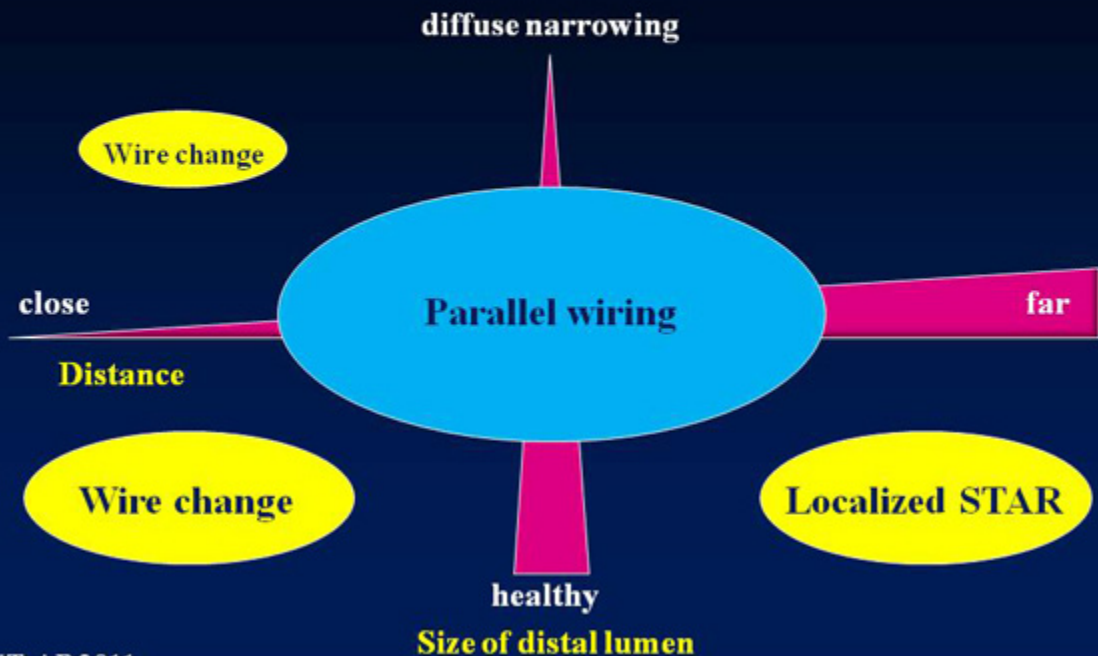 diffuse narrowing
Wire change
Parallel wiring
close
far
Distance
Wire change
Localized STAR
healthy
Size of distal lumen